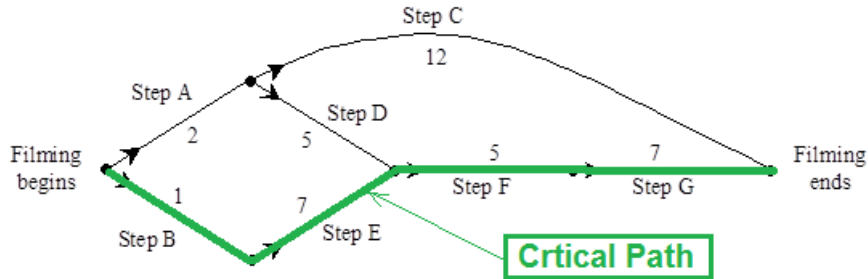 Step C
12
Step A
Step D
2
5
Filming
begins
5
7
Filming
ends
Step F
Step G
1
7
Step B
Step E
Crtical Path